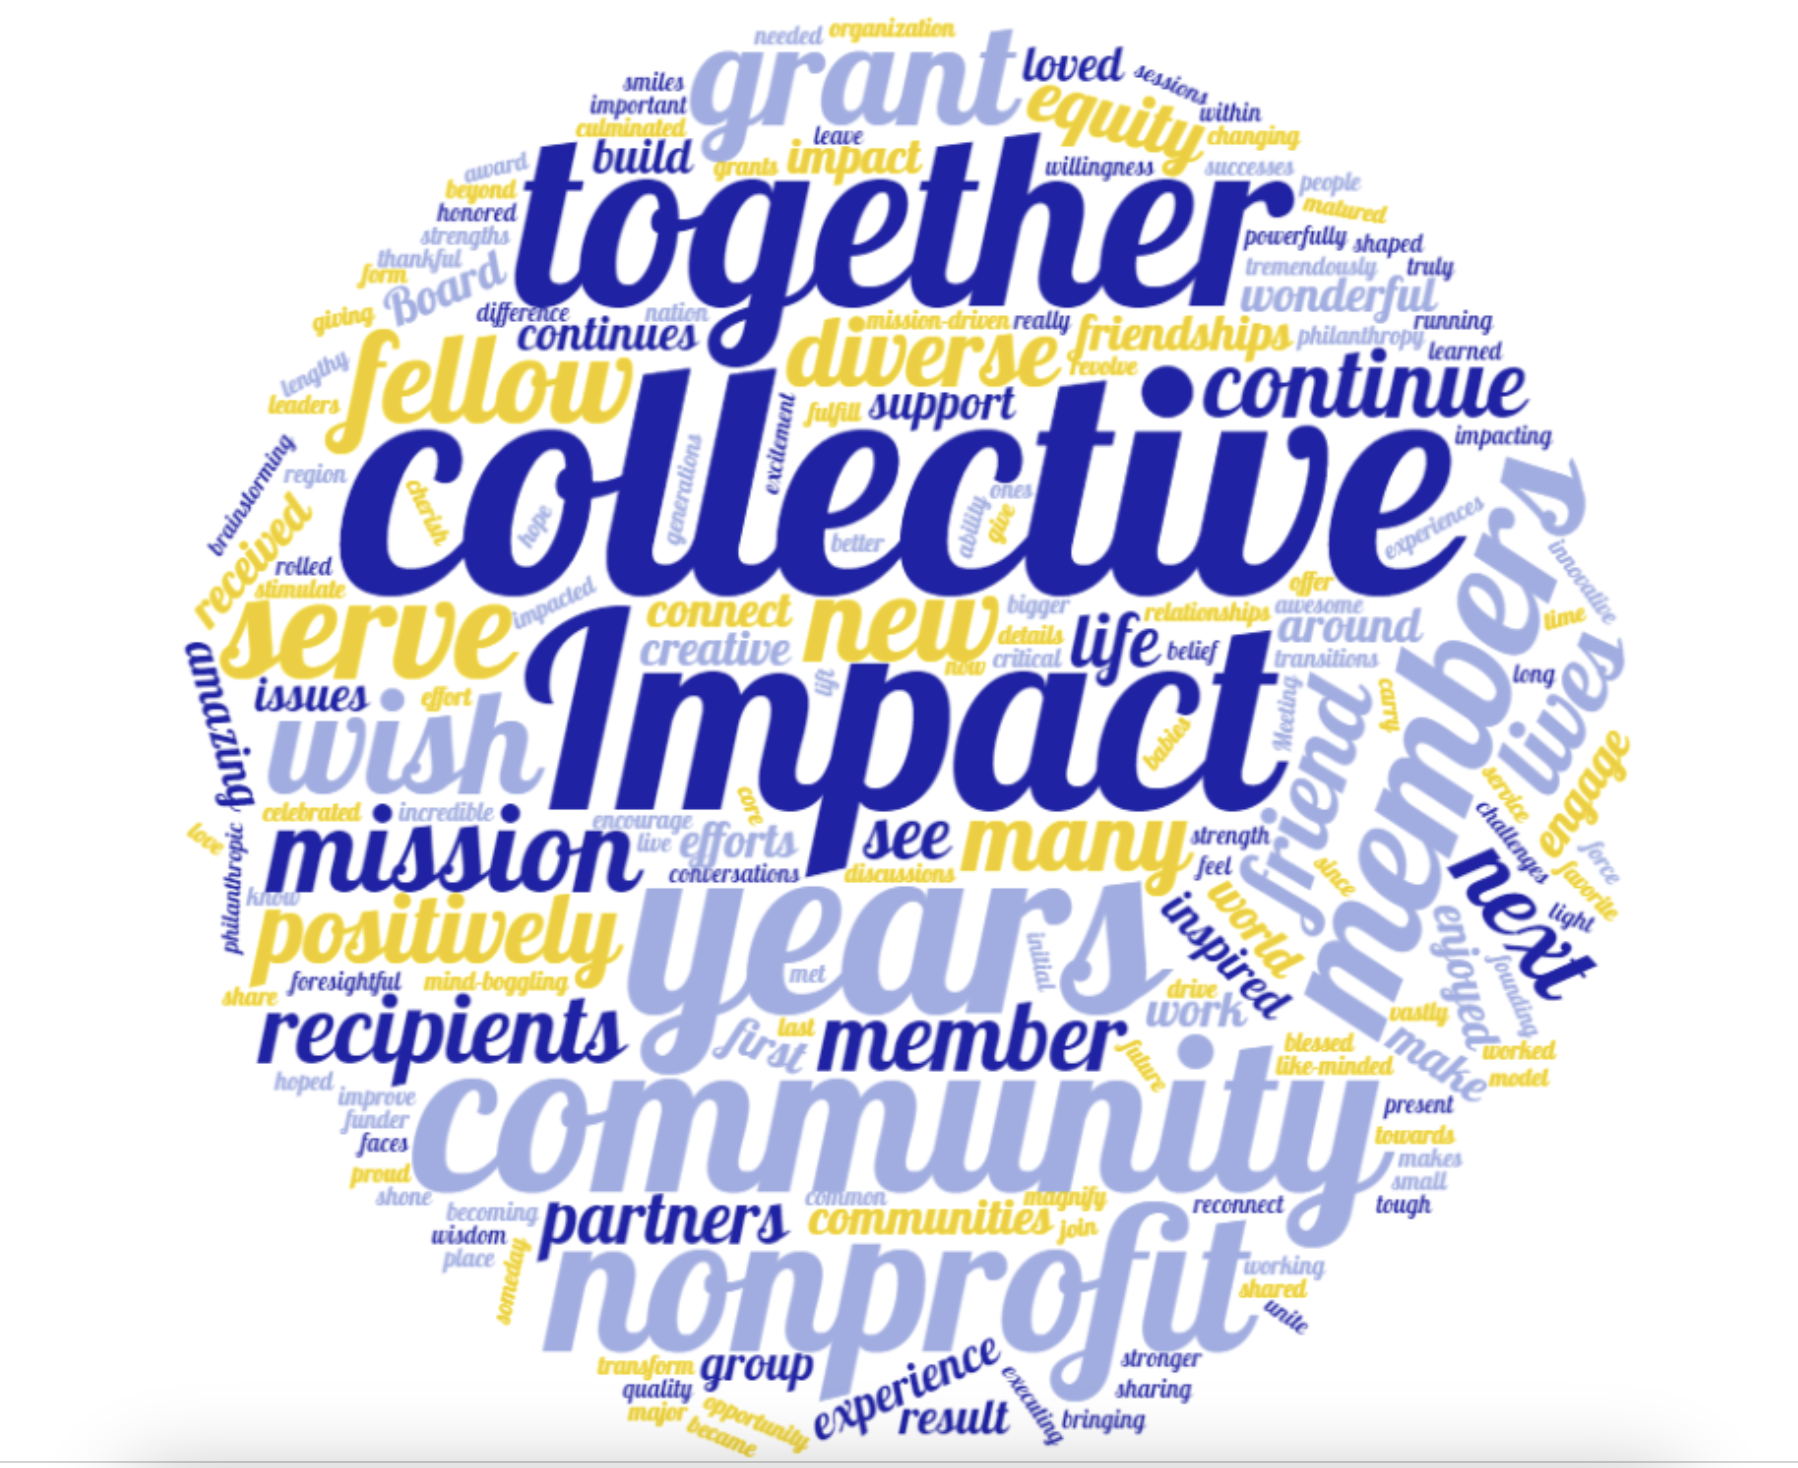 needed organization
grant
loved
sessions
smiles
important
culminated
equity
within
changing
leave
build
grants
impact
willingness
successes
award
beyond
honored
strengths
thankful
form
Board
giving
together
people
matured
powerfully shaped
tremendously truly
wonderful
difference
continues
nation
mission-driven really
friendships
philanthropy
running
learned
lengthy
leaders
fellow
diverse
revolve
fulfill
support
continue
impacting
excitement
generations
collective
brainstorming
region
cherish
hope
better
ability
ones
give
experiences
members
innovative
received
rolled
stimulate
serve
impacted
connect
new
bigger
details
relationships
offer
awesome
around
time
creative
now
critical
life
belief
transitions
long
lives
amazing
issues
effort
wish
Impact
lift
babies
Meeting
carry
friend
engage
service
challenges
celebrated
incredible
core
encourage
live
efforts
see
many
strength
feel
love
philanthropic
mission
conversations
discussions
since
next
force
favorite
light
know
positively
years
inspired
world
enjoyed
founding
foresightful
mind-boggling
met
initial
share
drive
work
vastly
recipients
first
last
member
future
blessed
like-minded
make
worked
model
hoped
improve
funder
faces
community
present
towards
makes
small
tough
proud
shone
becoming
wisdom
place
someday
partners
common
communities
magnify
join
reconnect
nonprofit
working
shared
unite
transform
group
quality
major
opportunity
became
experience
result
executing
stronger
sharing
bringing